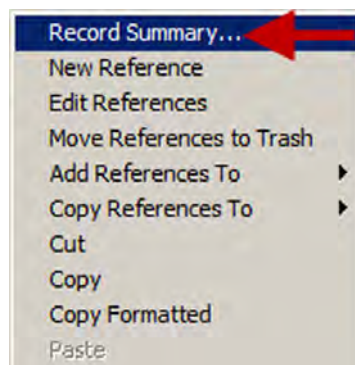 Record Summary...
New Reference
Edit References
Move References to Trash
Add References To
Copy References To
Cut
Copy
Copy Formatted
Paste